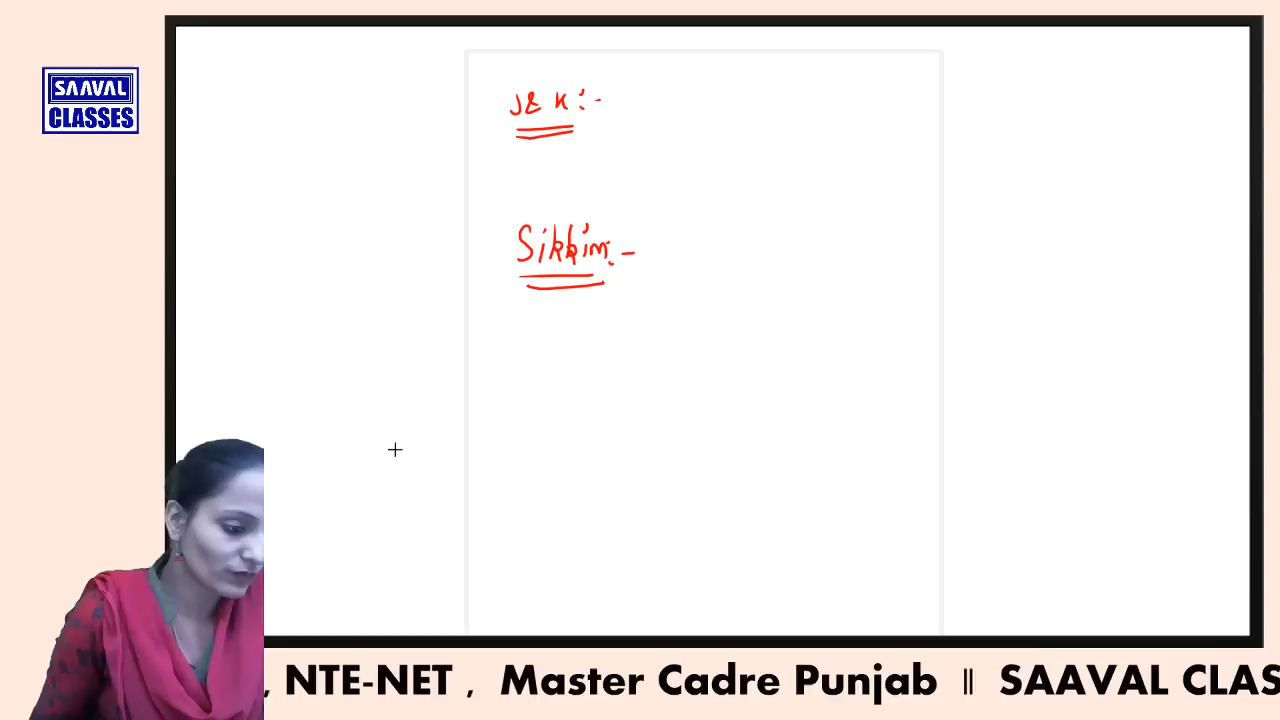 SAAVAL
CLASSES
J& K :-
Sikkim :-
, NTE-NET , Master Cadre Punjab || SAAVAL CLAS